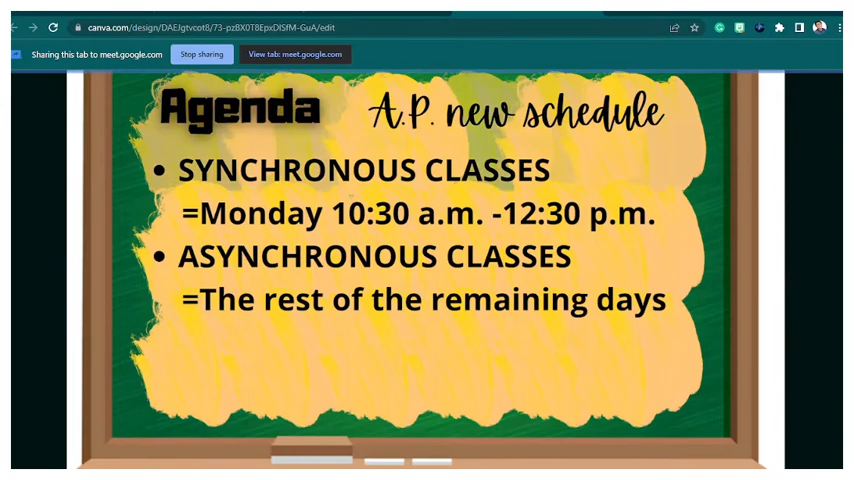 canva.com/design/DAEJgtvcot8/73-pzBX0T8EpxDISfM-GuA/edit
Sharing this tab to meet.google.com
Stop sharing
View tab: meet.google.com
Agenda A.P. new schedule
• SYNCHRONOUS CLASSES
=Monday 10:30 a.m. -12:30 p.m.
• ASYNCHRONOUS CLASSES
=The rest of the remaining days